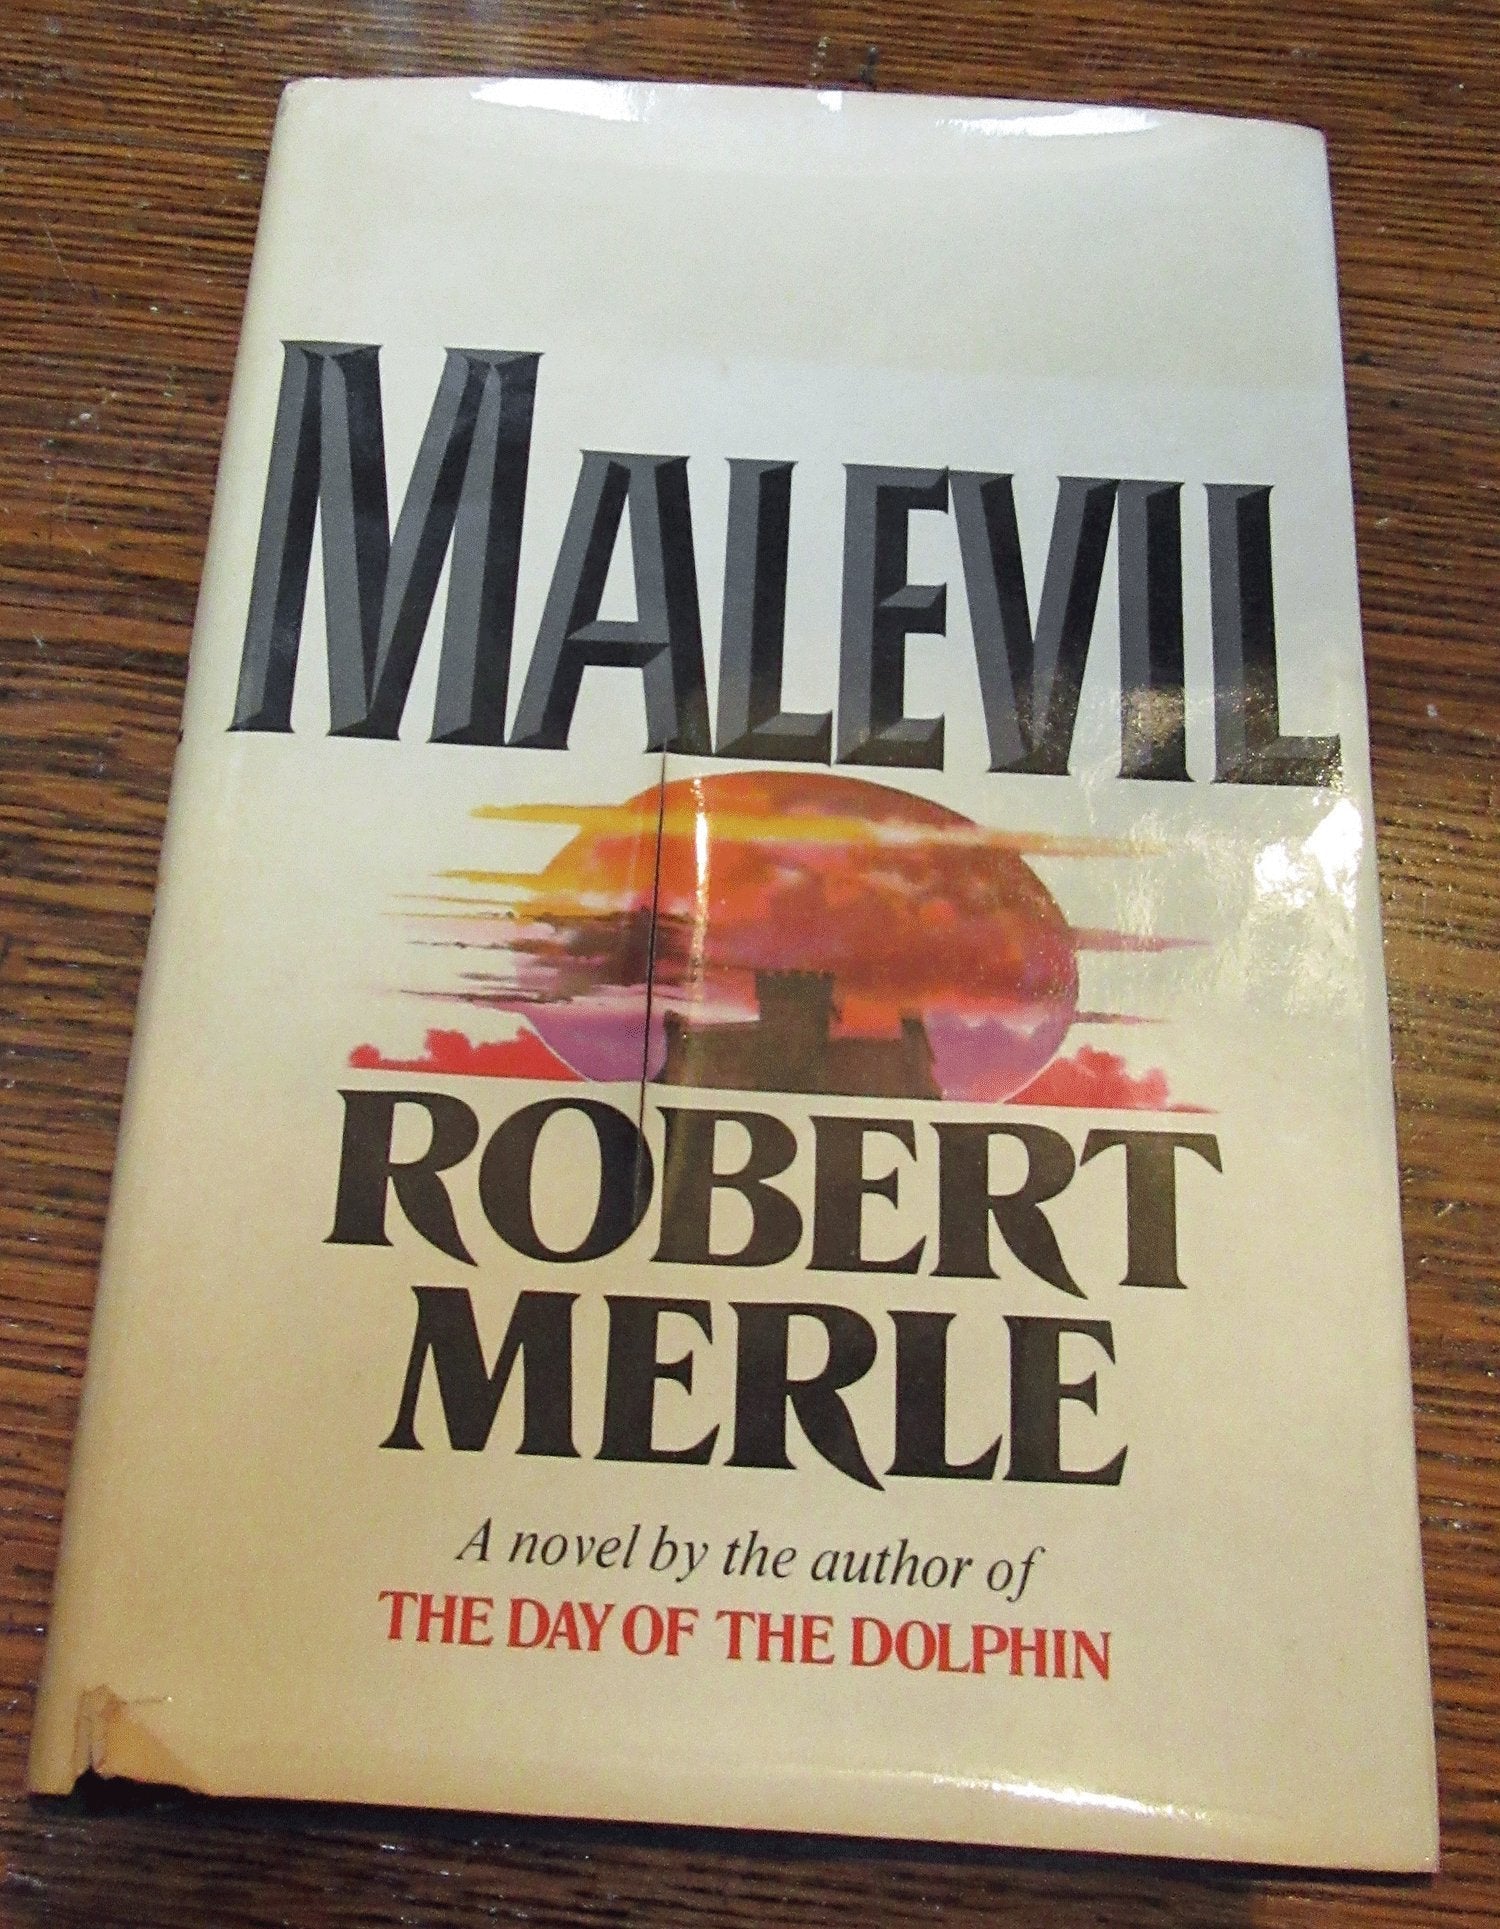 MALEVIL
ROBERT
MERLE
A novel by the author of
THE DAY OF THE DOLPHIN